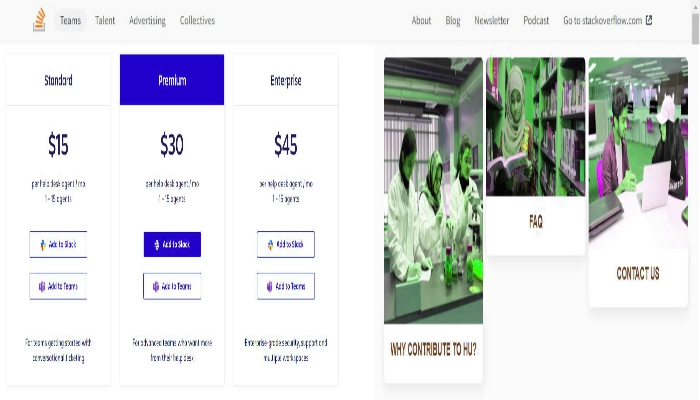 Teams Talent Advertising Collectives About Blog Newsletter Podcast Go to stackoverflow.com
Standard
$15
per help desk agent / mo
1 - 15 agents
Add to Slack
Add to Teams
For teams getting started with
conversational ticketing
Premium
$30
per help desk agent / mo
1 - 15 agents
Add to Slack
Add to Teams
For advanced teams who want more
from their help desk
Enterprise
$45
per help desk agent / mo
1 - 15 agents
Add to Slack
Add to Teams
Enterprise-grade security, support and
multiple workspaces
WHY CONTRIBUTE TO HU?
FAQ
CONTACT US